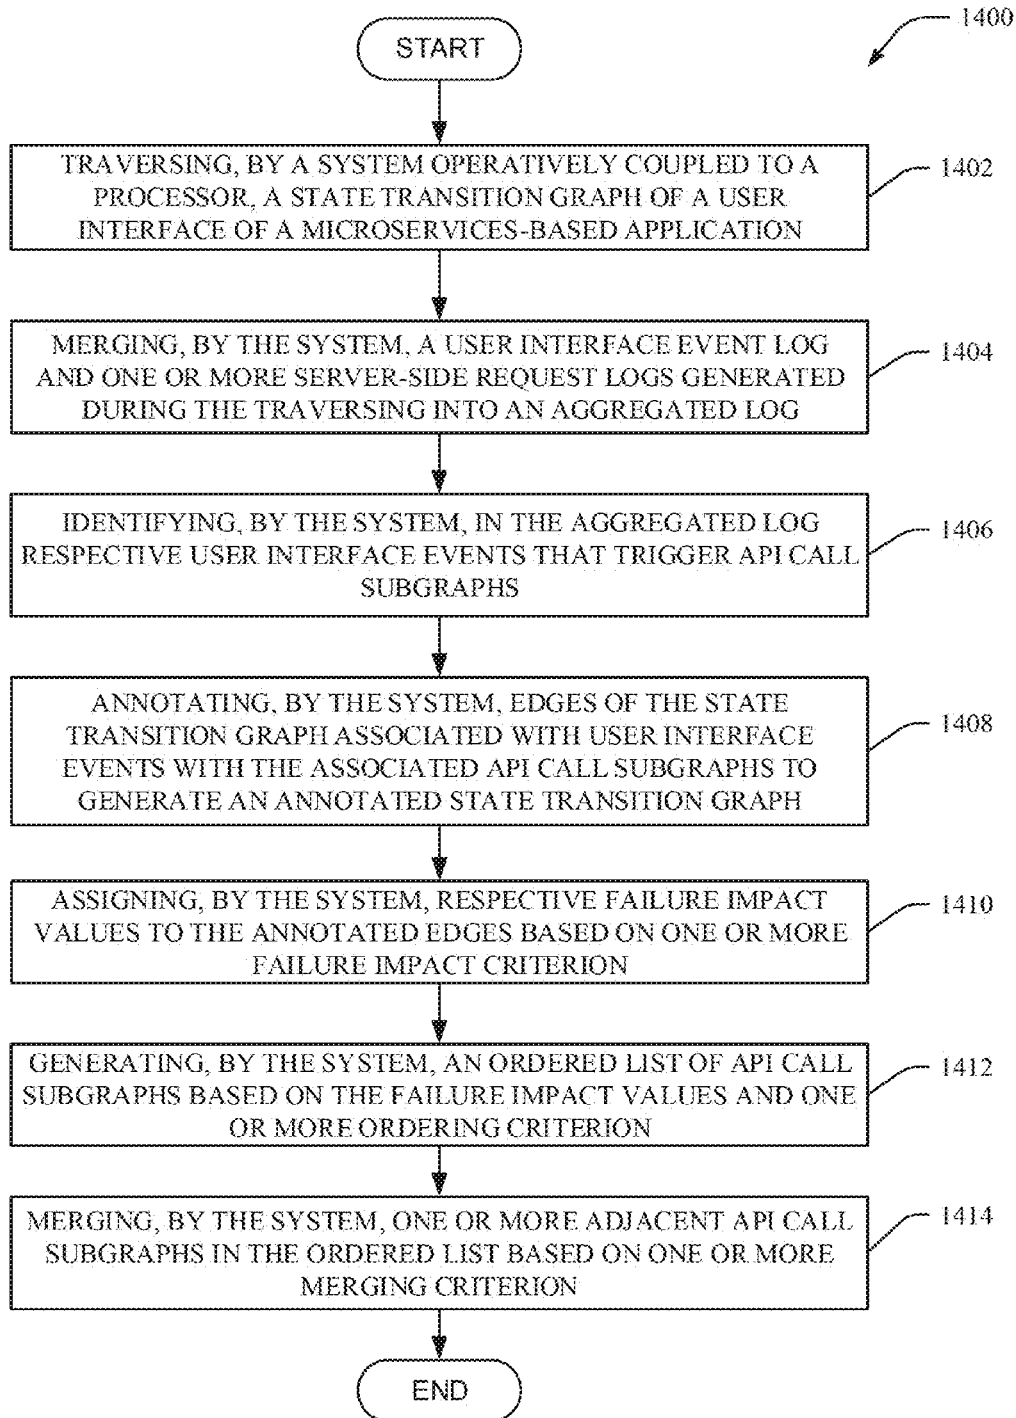 1400
START
TRAVERSING, BY A SYSTEM OPERATIVELY COUPLED TO A
PROCESSOR, A STATE TRANSITION GRAPH OF A USER
INTERFACE OF A MICROSERVICES-BASED APPLICATION
1402
MERGING, BY THE SYSTEM, A USER INTERFACE EVENT LOG
AND ONE OR MORE SERVER-SIDE REQUEST LOGS GENERATED
DURING THE TRAVERSING INTO AN AGGREGATED LOG
1404
IDENTIFYING, BY THE SYSTEM, IN THE AGGREGATED LOG
RESPECTIVE USER INTERFACE EVENTS THAT TRIGGER API CALL
SUBGRAPHS
1406
ANNOTATING, BY THE SYSTEM, EDGES OF THE STATE
TRANSITION GRAPH ASSOCIATED WITH USER INTERFACE
EVENTS WITH THE ASSOCIATED API CALL SUBGRAPHS TO
GENERATE AN ANNOTATED STATE TRANSITION GRAPH
1408
ASSIGNING, BY THE SYSTEM, RESPECTIVE FAILURE IMPACT
VALUES TO THE ANNOTATED EDGES BASED ON ONE OR MORE
FAILURE IMPACT CRITERION
1410
GENERATING, BY THE SYSTEM, AN ORDERED LIST OF API CALL
SUBGRAPHS BASED ON THE FAILURE IMPACT VALUES AND ONE
OR MORE ORDERING CRITERION
1412
MERGING, BY THE SYSTEM, ONE OR MORE ADJACENT API CALL
SUBGRAPHS IN THE ORDERED LIST BASED ON ONE OR MORE
MERGING CRITERION
1414
END